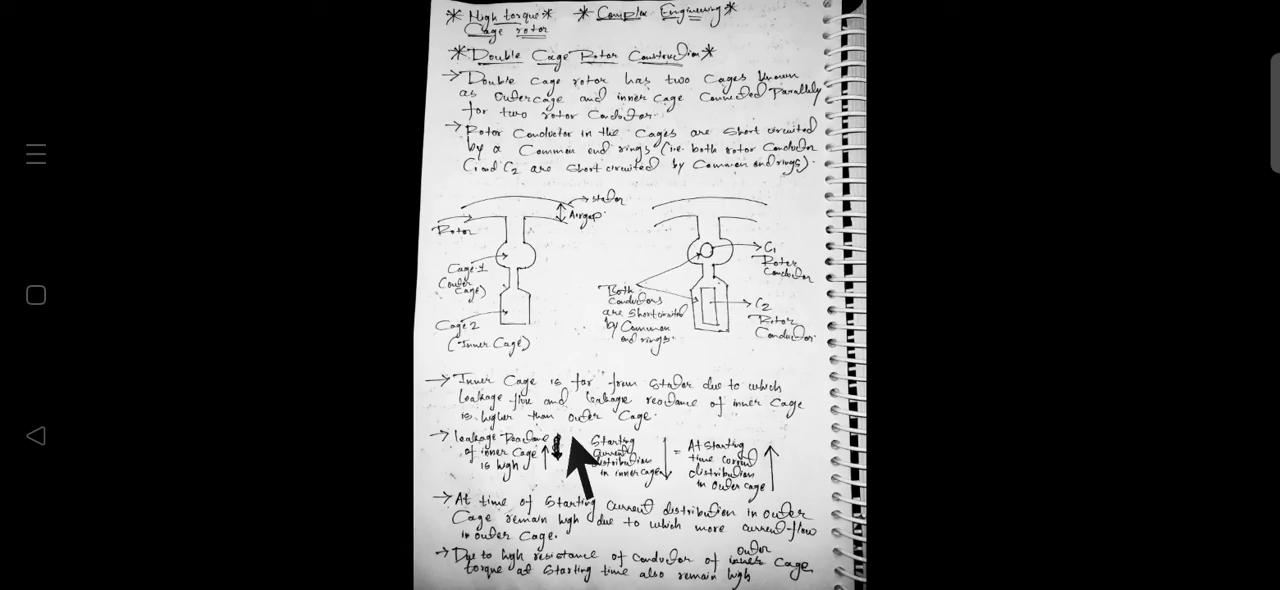 * High torque * * Complex Engineering *
Cage rotor
* Double Cage Rotor Construction *
→ Double Cage rotor has two Cages known
as outercage and inner cage Connected Parallely
for two rotor Conductor.
→ Rotor Conductor in the Cages are Short circuited
by a Common end rings (i.e. both rotor Conductor
C1 and C2 are Short circuited by Common end rings).
→ stator
Airgap
Rotor
Cage-1
(outer
Cage)
Cage 2
(Inner Cage)
C1
Rotor
Conductor
Both
Conductors
are Short circuited
by Common
end rings.
C2
Rotor
Conductor
→ Inner Cage is far from Stator due to which
leakage flux and leakage reactance of inner Cage
is higher than outer Cage.
→ leakage Reactance
of inner Cage
is high ↑
Starting
Current
distribution
in inner cage ↓
= At Starting
time current
distribution
in outer cage ↑
→ At time of Starting current distribution in outer
Cage remain high due to which more current flow
in outer Cage.
→ Due to high resistance of conductor of outer Cage
torque at Starting time also remain high